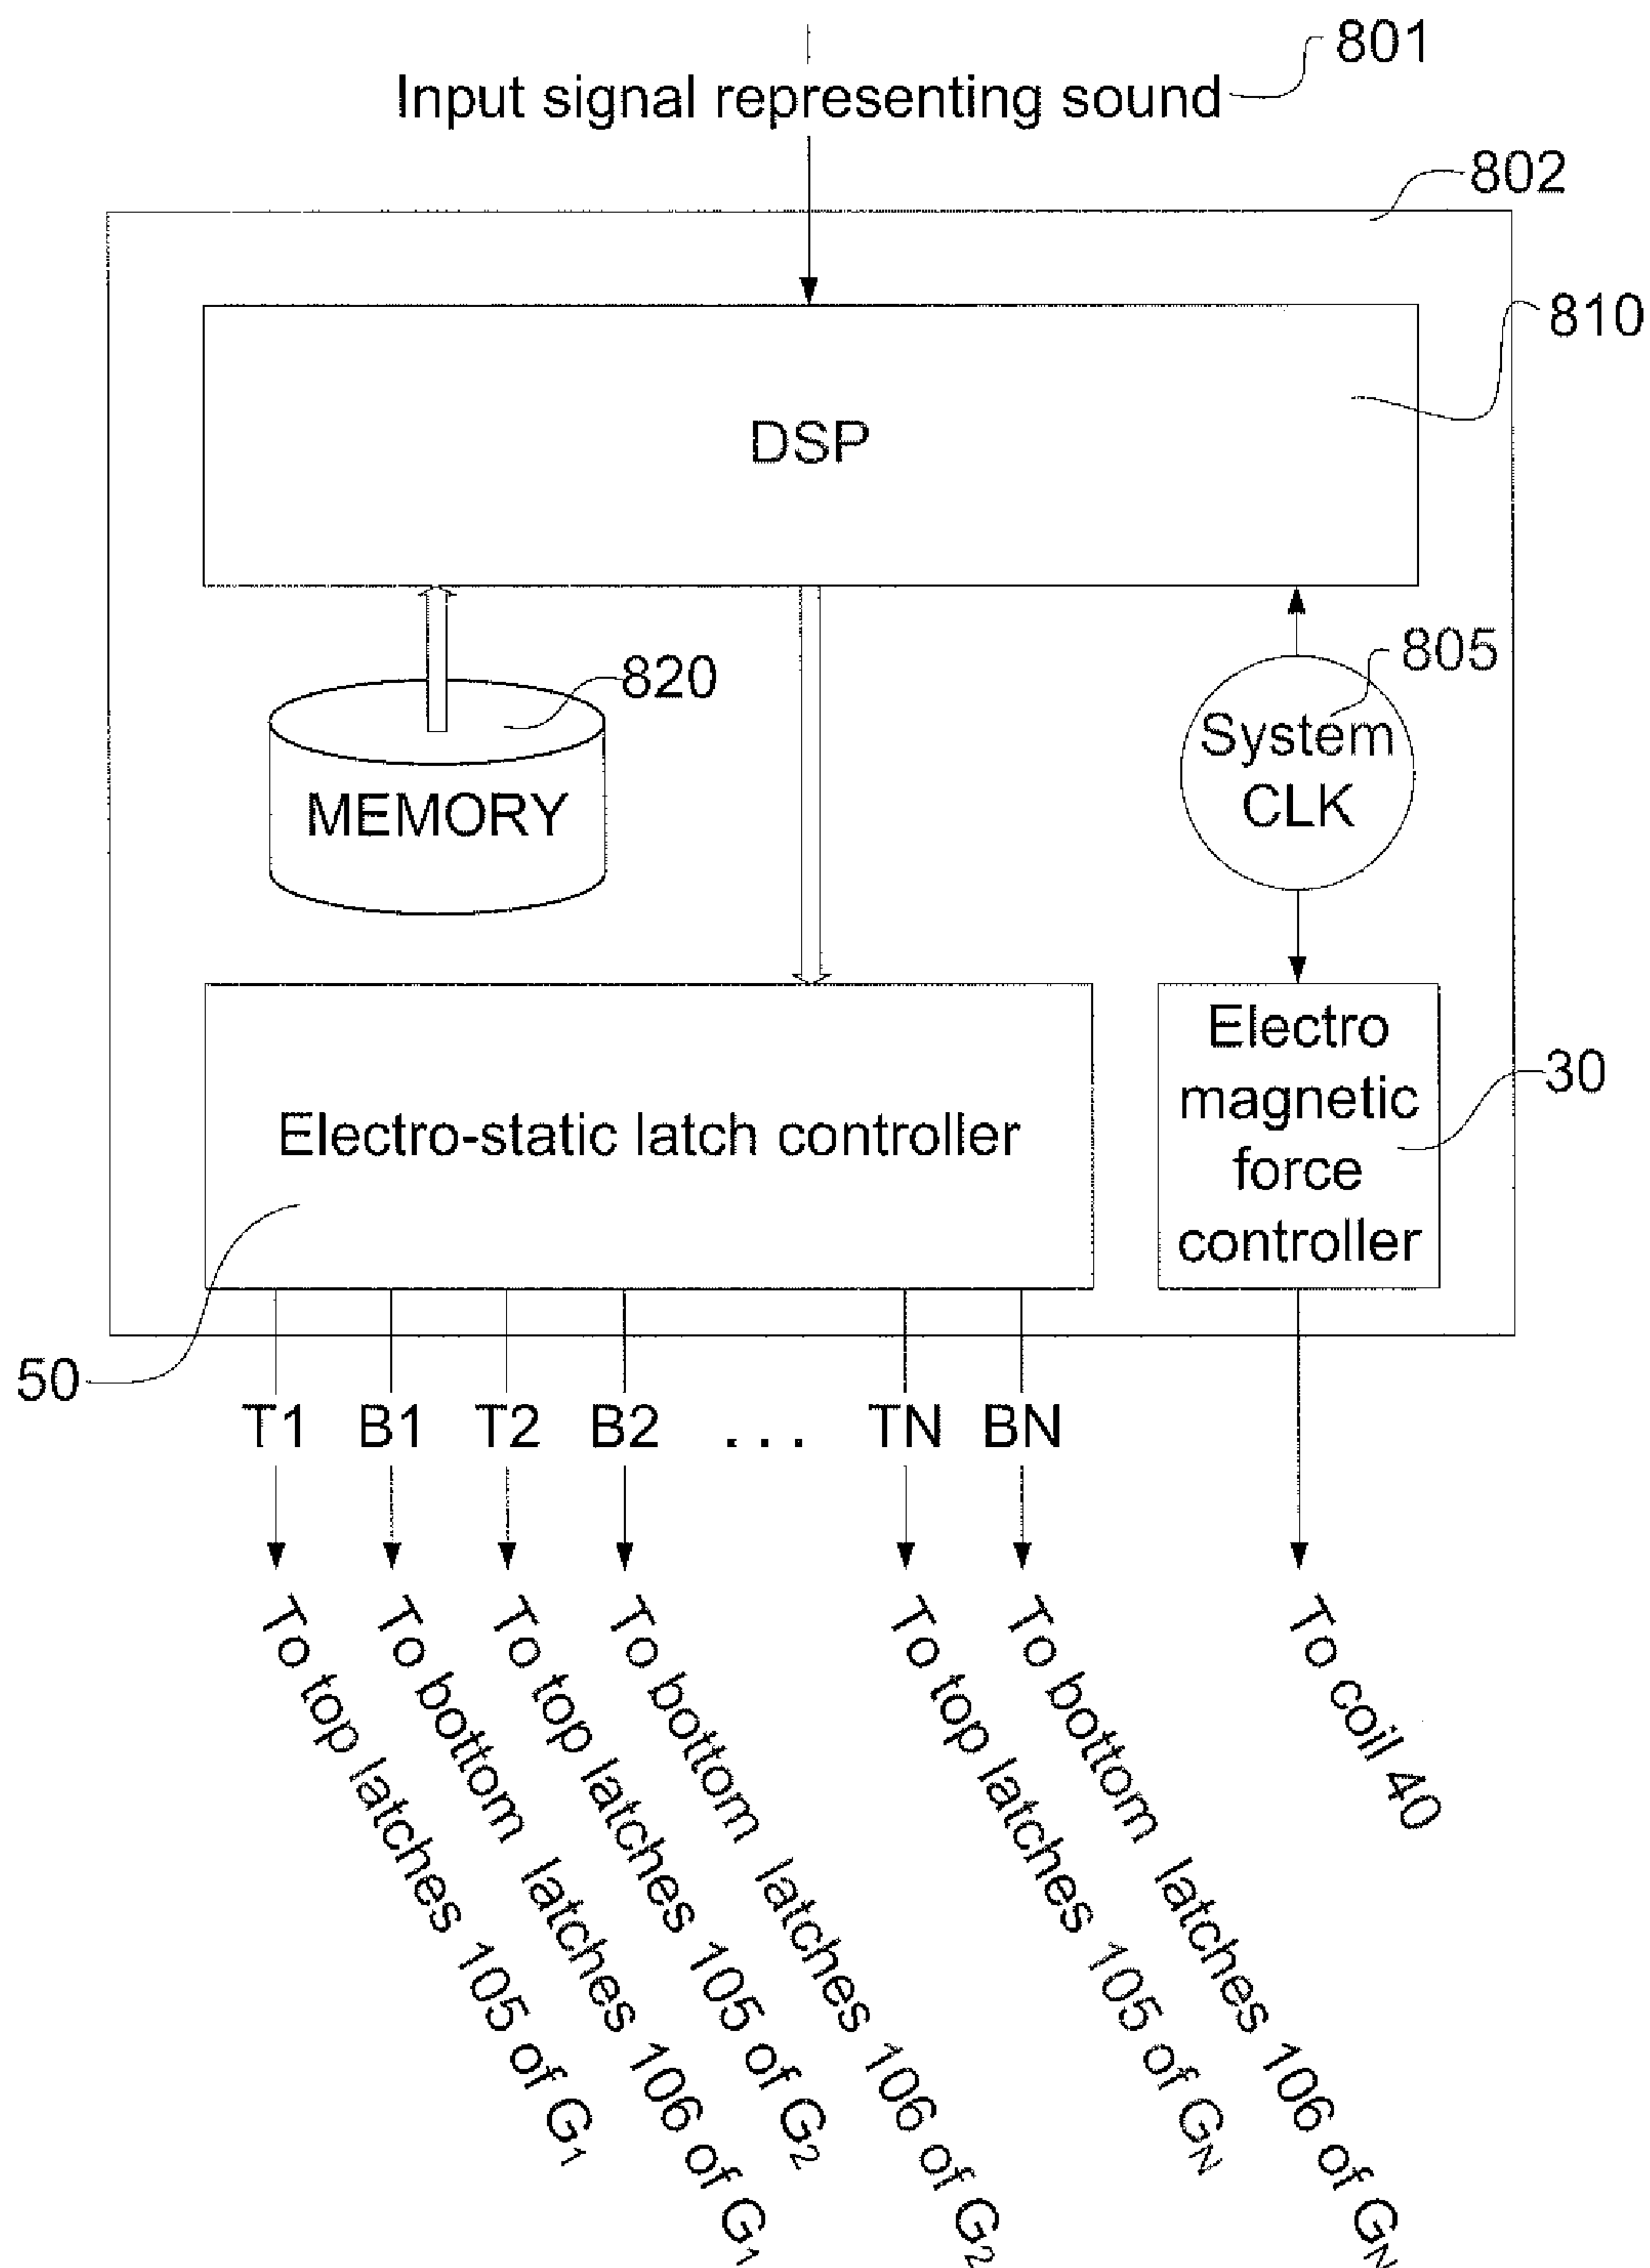 801
Input signal representing sound
802
810
DSP
820
805
MEMORY
System
CLK
Electro-static latch controller
Electro
magnetic
force
controller
30
50
T1 B1 T2 B2 ... TN BN
To top latches 105 of G1
To bottom latches 106 of G1
To top latches 105 of G2
To bottom latches 106 of G2
To top latches 105 of GN
To bottom latches 106 of GN
To coil 40